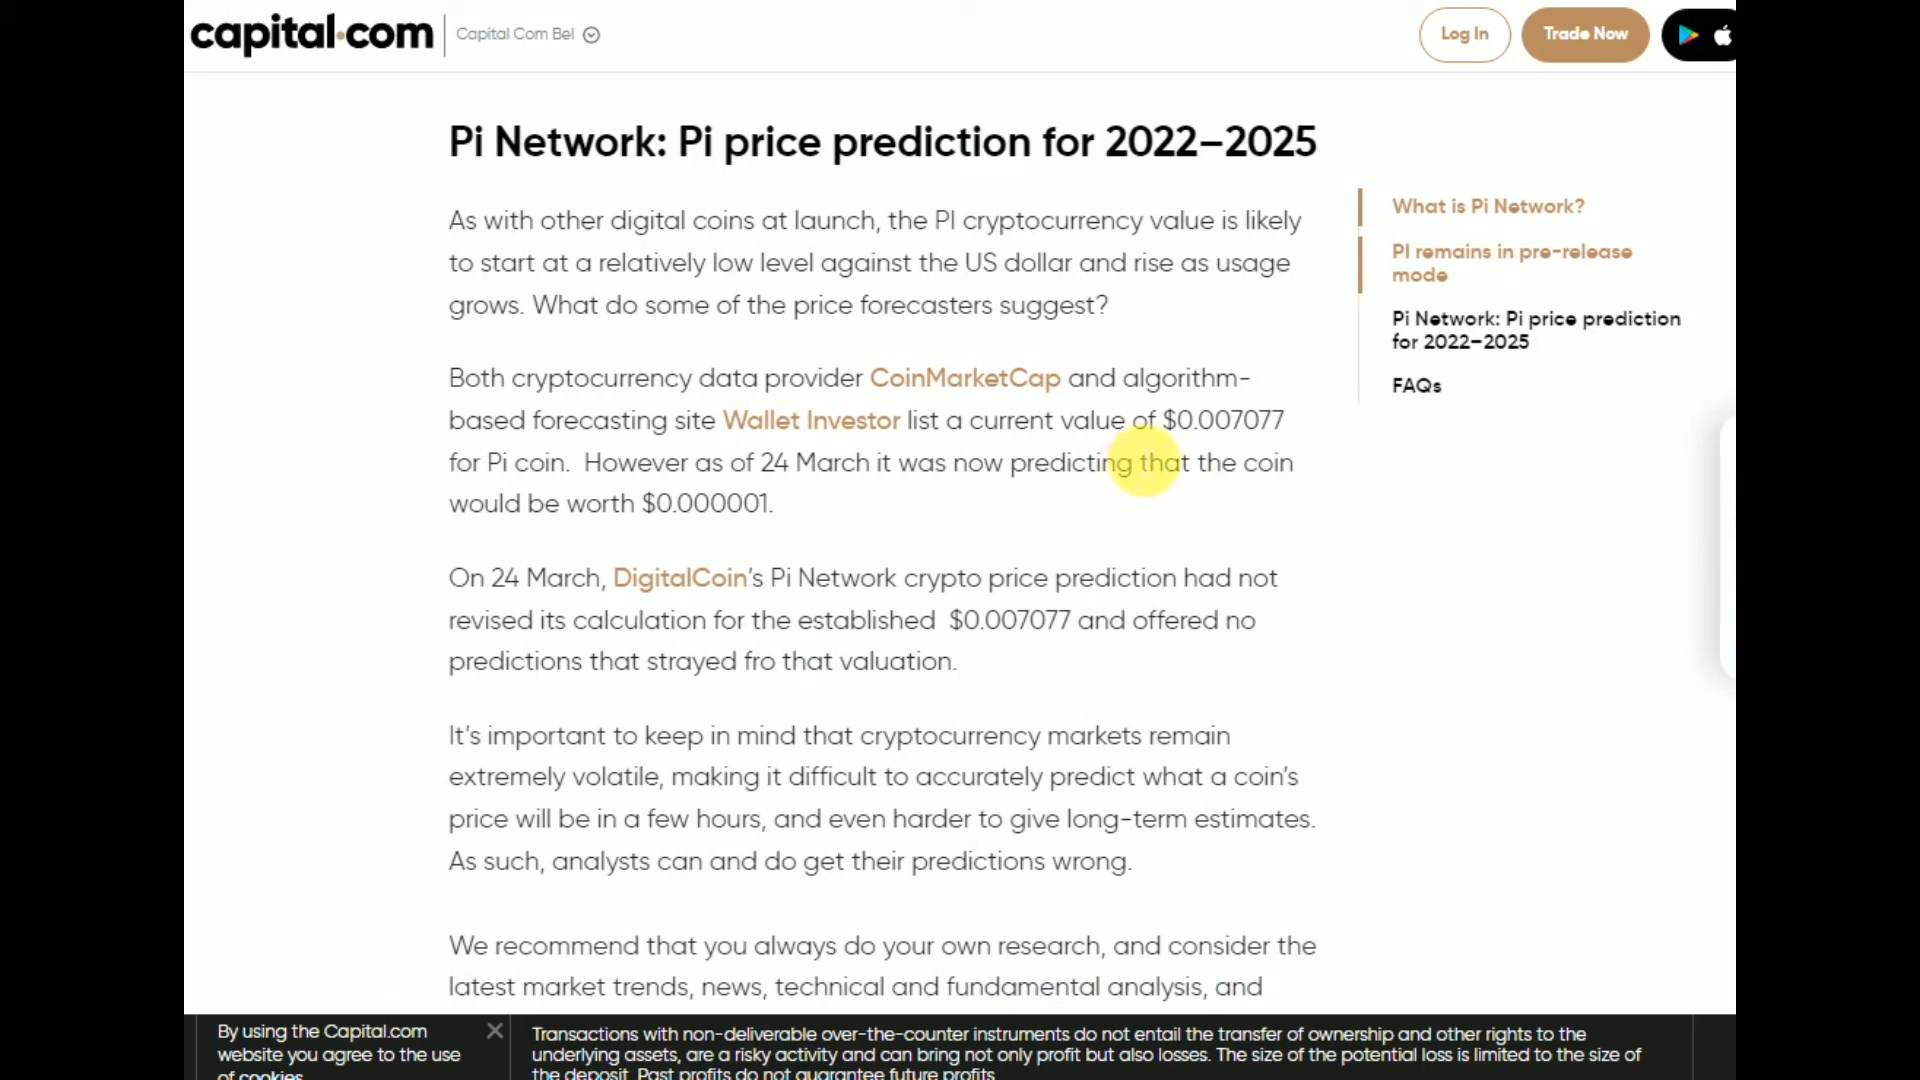 capital.com
Capital Com Bel
Log In
Trade Now
Pi Network: Pi price prediction for 2022–2025
As with other digital coins at launch, the PI cryptocurrency value is likely
to start at a relatively low level against the US dollar and rise as usage
grows. What do some of the price forecasters suggest?
Both cryptocurrency data provider CoinMarketCap and algorithm-
based forecasting site Wallet Investor list a current value of $0.007077
for Pi coin.  However as of 24 March it was now predicting that the coin
would be worth $0.000001.
On 24 March, DigitalCoin’s Pi Network crypto price prediction had not
revised its calculation for the established  $0.007077 and offered no
predictions that strayed fro that valuation.
It’s important to keep in mind that cryptocurrency markets remain
extremely volatile, making it difficult to accurately predict what a coin’s
price will be in a few hours, and even harder to give long-term estimates.
As such, analysts can and do get their predictions wrong.
We recommend that you always do your own research, and consider the
latest market trends, news, technical and fundamental analysis, and
What is Pi Network?
PI remains in pre-release
mode
Pi Network: Pi price prediction
for 2022–2025
FAQs
By using the Capital.com
website you agree to the use
of cookies
Transactions with non-deliverable over-the-counter instruments do not entail the transfer of ownership and other rights to the
underlying assets, are a risky activity and can bring not only profit but also losses. The size of the potential loss is limited to the size of
the deposit. Past profits do not guarantee future profits